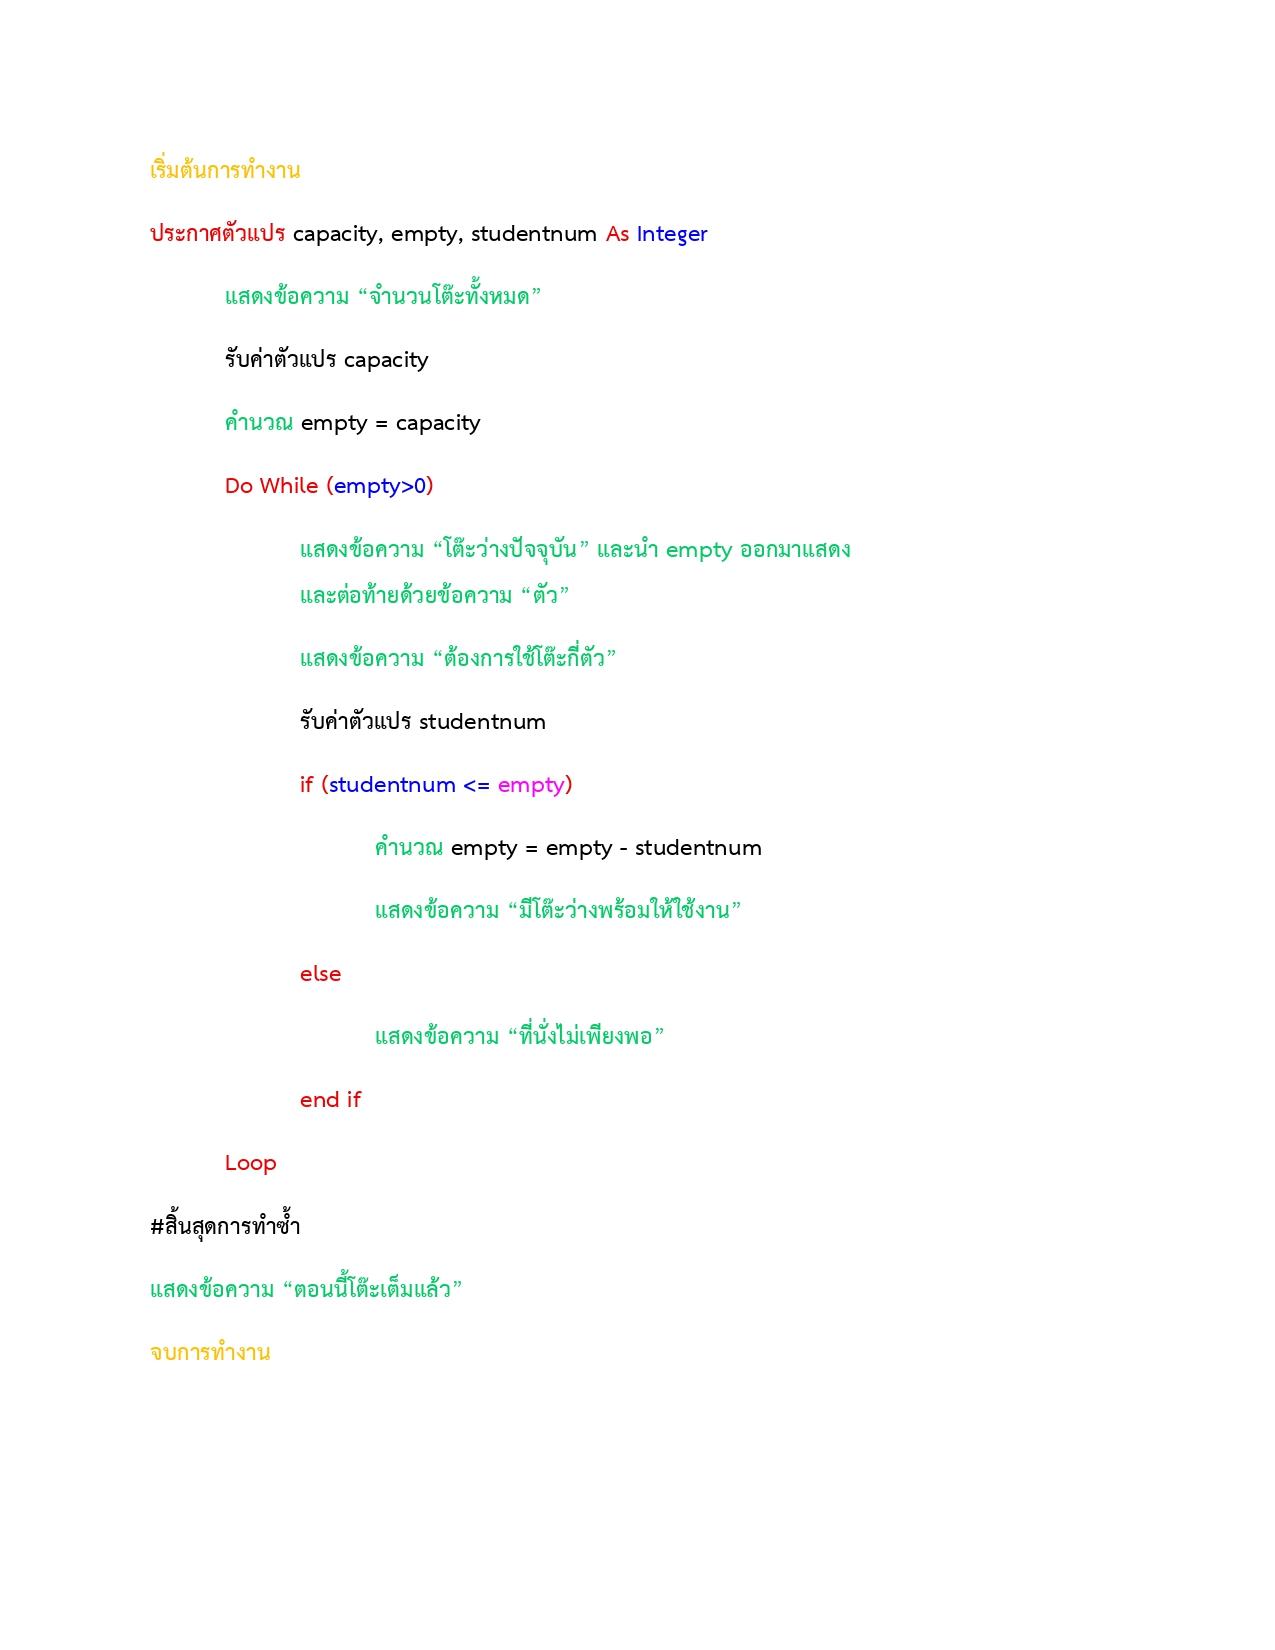 เริ่มต้นการทำงาน
ประกาศตัวแปร capacity, empty, studentnum As Integer
แสดงข้อความ “จำนวนโต๊ะทั้งหมด”
รับค่าตัวแปร capacity
คำนวณ empty = capacity
Do While (empty>0)
แสดงข้อความ “โต๊ะว่างปัจจุบัน” และนำ empty ออกมาแสดง
และต่อท้ายด้วยข้อความ “ตัว”
แสดงข้อความ “ต้องการใช้โต๊ะกี่ตัว”
รับค่าตัวแปร studentnum
if (studentnum <= empty)
คำนวณ empty = empty - studentnum
แสดงข้อความ “มีโต๊ะว่างพร้อมให้ใช้งาน”
else
แสดงข้อความ “ที่นั่งไม่เพียงพอ”
end if
Loop
#สิ้นสุดการทำซ้ำ
แสดงข้อความ “ตอนนี้โต๊ะเต็มแล้ว”
จบการทำงาน